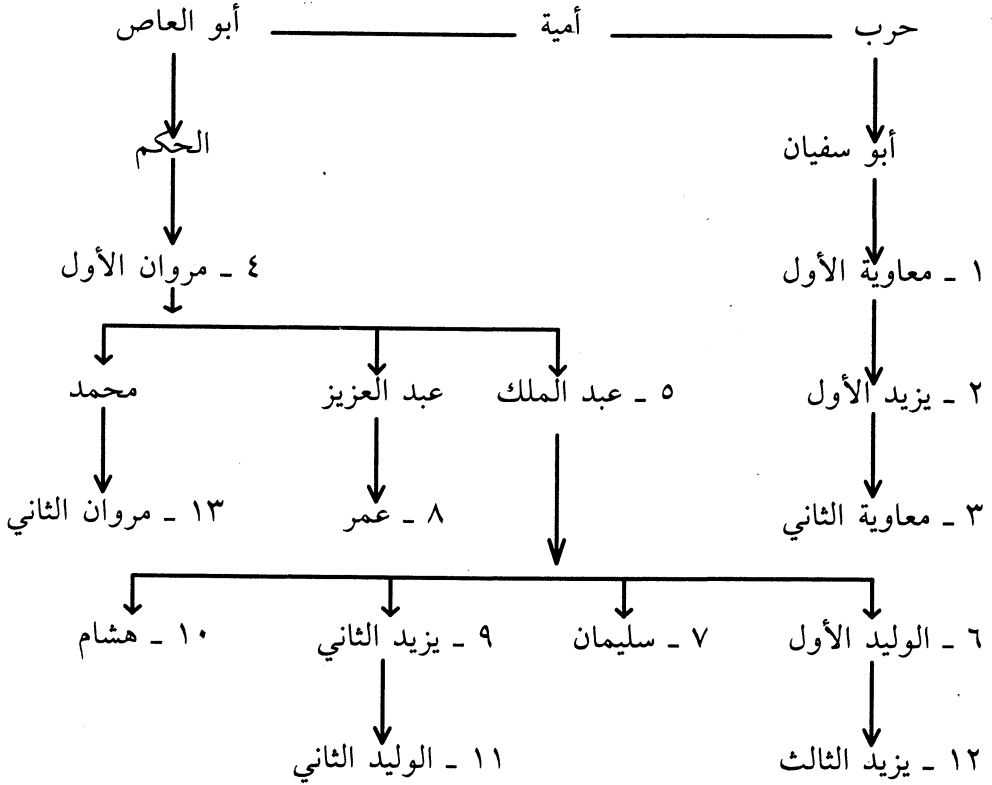 حرب أمية أبو العاص
أبو سفيان الحكم
١ ـ معاوية الأول ٤ ـ مروان الأول
٢ ـ يزيد الأول ٥ ـ عبد الملك عبد العزيز محمد
٣ ـ معاوية الثاني ٨ ـ عمر ١٣ ـ مروان الثاني
٦ ـ الوليد الأول ٧ ـ سليمان ٩ ـ يزيد الثاني ١٠ ـ هشام
١٢ ـ يزيد الثالث ١١ ـ الوليد الثاني